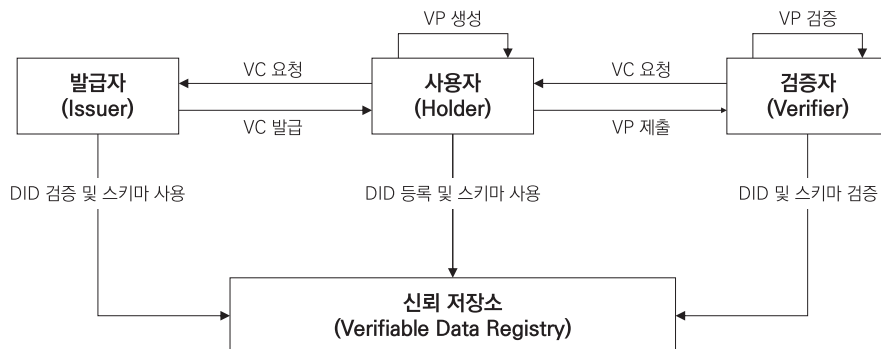 VP 생성
VP 검증
발급자
(Issuer)
VC 요청
VC 발급
사용자
(Holder)
VC 요청
VP 제출
검증자
(Verifier)
DID 검증 및 스키마 사용
DID 등록 및 스키마 사용
DID 및 스키마 검증
신뢰 저장소
(Verifiable Data Registry)